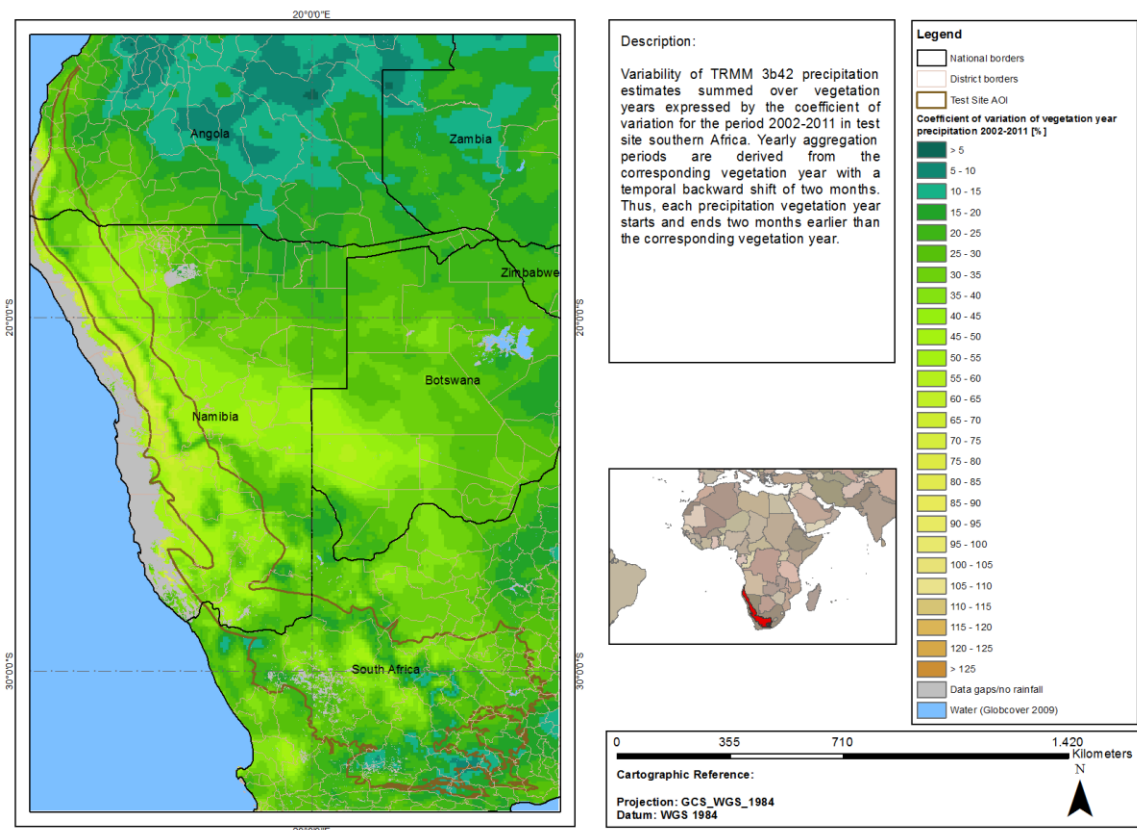 20°0'0"E
Angola
Zambia
Zimbabwe
20°0'0"S
20°0'0"S
Botswana
Namibia
30°0'0"S
30°0'0"S
South Africa
20°0'0"E
Description:
Variability of TRMM 3b42 precipitation
estimates summed over vegetation
years expressed by the coefficient of
variation for the period 2002-2011 in test
site southern Africa. Yearly aggregation
periods are derived from the
corresponding vegetation year with a
temporal backward shift of two months.
Thus, each precipitation vegetation year
starts and ends two months earlier than
the corresponding vegetation year.
Legend
National borders
District borders
Test Site AOI
Coefficient of variation of vegetation year
precipitation 2002-2011 [%]
> 5
5 - 10
10 - 15
15 - 20
20 - 25
25 - 30
30 - 35
35 - 40
40 - 45
45 - 50
50 - 55
55 - 60
60 - 65
65 - 70
70 - 75
75 - 80
80 - 85
85 - 90
90 - 95
95 - 100
100 - 105
105 - 110
110 - 115
115 - 120
120 - 125
> 125
Data gaps/no rainfall
Water (Globcover 2009)
0 355 710 1.420
Kilometers
Cartographic Reference:
N
Projection: GCS_WGS_1984
Datum: WGS 1984